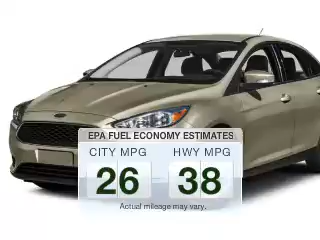 EPA FUEL ECONOMY ESTIMATES
CITY MPG HWY MPG
26 38
Actual mileage may vary.